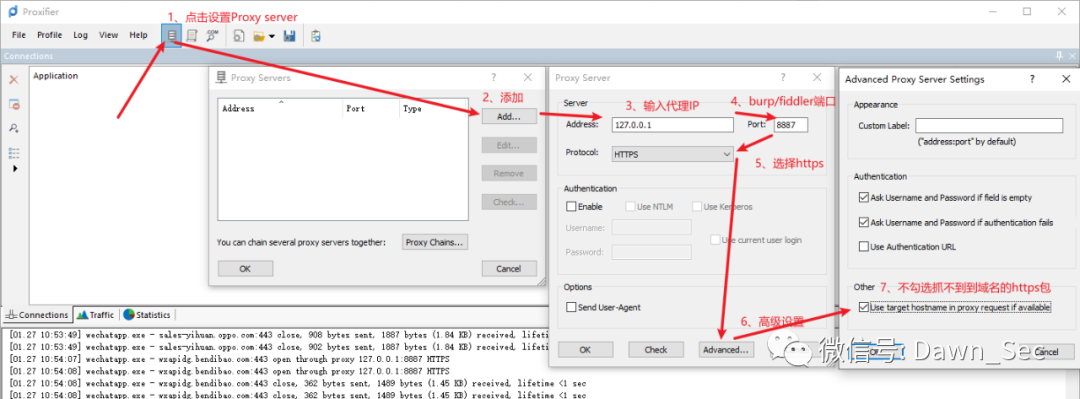 Proxifier
1、点击设置Proxy server
File Profile Log View Help
Connections
Application
Proxy Servers
Address Port Type
2、添加
Add...
Edit...
Remove
Check...
You can chain several proxy servers together:
Proxy Chains...
OK
Cancel
Proxy Server
Server
3、输入代理IP
4、burp/fiddler端口
Address: 127.0.0.1 Port: 8887
Protocol: HTTPS
5、选择https
Authentication
Enable Use NTLM Use Kerberos
Username:
Use current user login
Password:
Options
Send User-Agent
6、高级设置
OK Check Advanced...
Advanced Proxy Server Settings
Appearance
Custom Label:
("address:port" by default)
Authentication
Ask Username and Password if field is empty
Ask Username and Password if authentication fails
Use Authentication URL
Other
7、不勾选抓不到到域名的https包
Use target hostname in proxy request if available
Cancel
微信号: Dawn_Sec
Connections Traffic Statistics
[01.27 10:53:49] wechatapp.exe - sales-yihuan.oppo.com:443 close, 908 bytes sent, 1887 bytes (1.84 KB) received, lifetim
[01.27 10:53:49] wechatapp.exe - sales-yihuan.oppo.com:443 close, 902 bytes sent, 1887 bytes (1.84 KB) received, lifetim
[01.27 10:54:07] wechatapp.exe - wxapidg.bendibao.com:443 open through proxy 127.0.0.1:8887 HTTPS
[01.27 10:54:08] wechatapp.exe - wxapidg.bendibao.com:443 open through proxy 127.0.0.1:8887 HTTPS
[01.27 10:54:08] wechatapp.exe - wxapidg.bendibao.com:443 close, 362 bytes sent, 1489 bytes (1.45 KB) received, lifetime <1 sec
[01.27 10:54:08] wechatapp.exe - wxapidg.bendibao.com:443 close, 362 bytes sent, 1489 bytes (1.45 KB) received, lifetime <1 sec